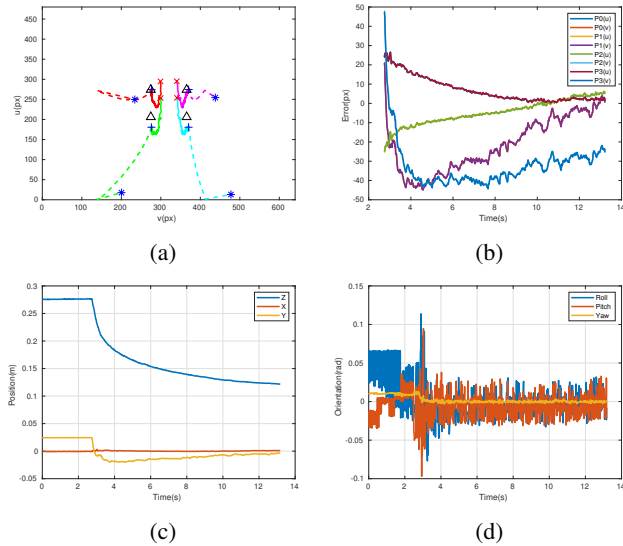 500
450
400
350
300
250
200
150
100
50
0
u(px)
0 100 200 300 400 500 600
v(px)
(a)
50
40
30
20
10
0
-10
-20
-30
-40
-50
Error(px)
2 4 6 8 10 12 14
Time(s)
P0(u)
P0(v)
P1(u)
P1(v)
P2(u)
P2(v)
P3(u)
P3(v)
(b)
0.3
0.25
0.2
0.15
0.1
0.05
0
-0.05
Position(m)
0 2 4 6 8 10 12 14
Time(s)
Z
X
Y
(c)
0.15
0.1
0.05
0
-0.05
-0.1
Orientation(rad)
0 2 4 6 8 10 12 14
Time(s)
Roll
Pitch
Yaw
(d)